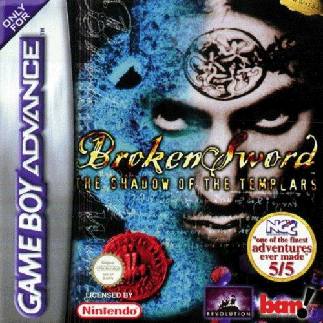 ONLY
FOR
GAME BOY ADVANCE
Broken Sword
THE SHADOW OF THE TEMPLARS
NGC
"one of the finest
adventures
ever made"
5/5
LICENSED BY
Nintendo
REVOLUTION
bam!